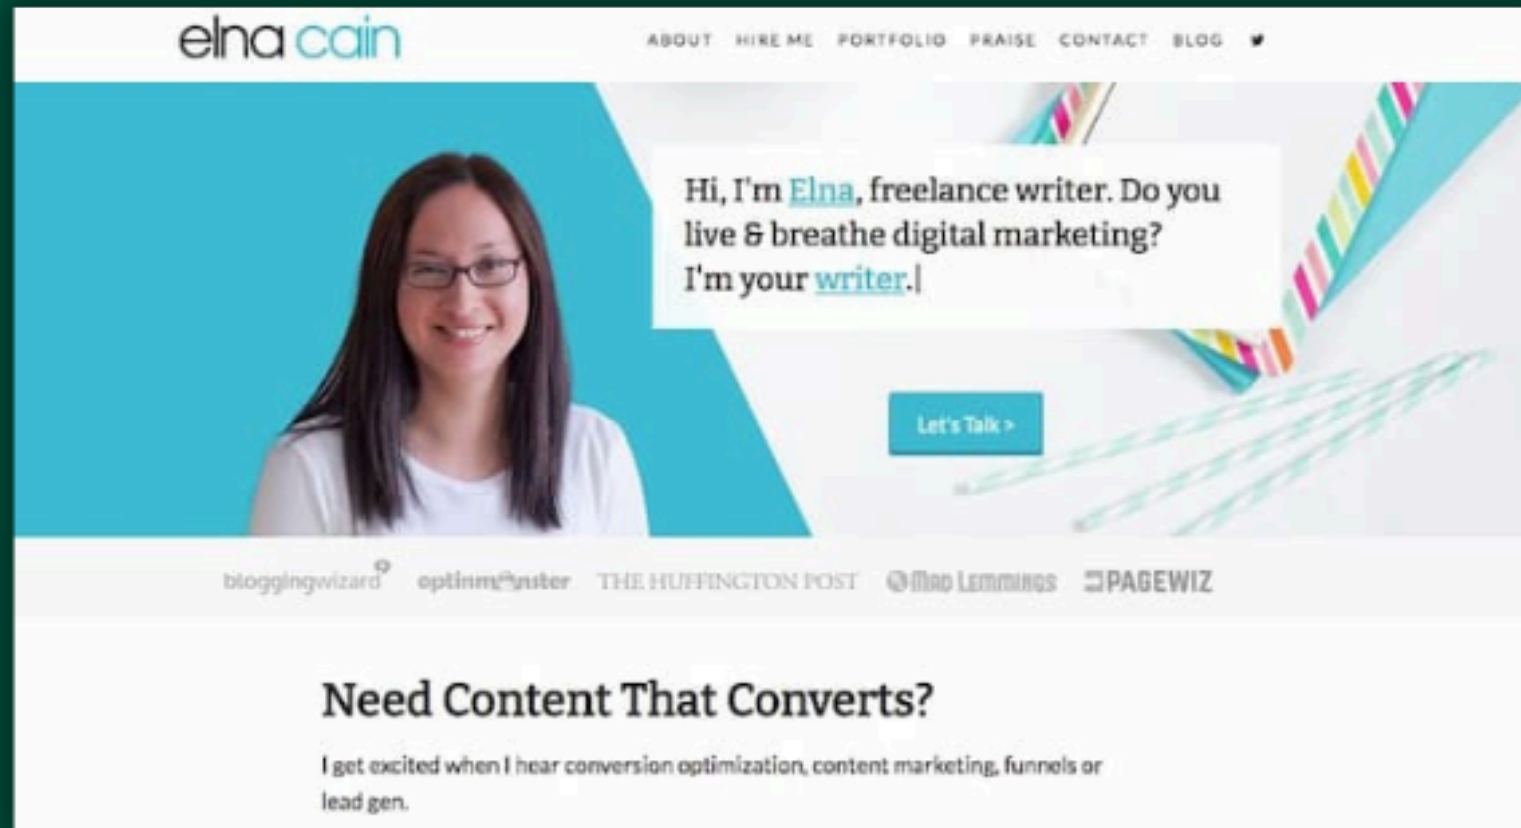 elna cain
ABOUT HIRE ME PORTFOLIO PRAISE CONTACT BLOG
Hi, I'm Elna, freelance writer. Do you
live & breathe digital marketing?
I'm your writer.|
Let's Talk >
bloggingwizard optinmonster THE HUFFINGTON POST MAD LEMMINGS PAGEWIZ
Need Content That Converts?
I get excited when I hear conversion optimization, content marketing, funnels or
lead gen.